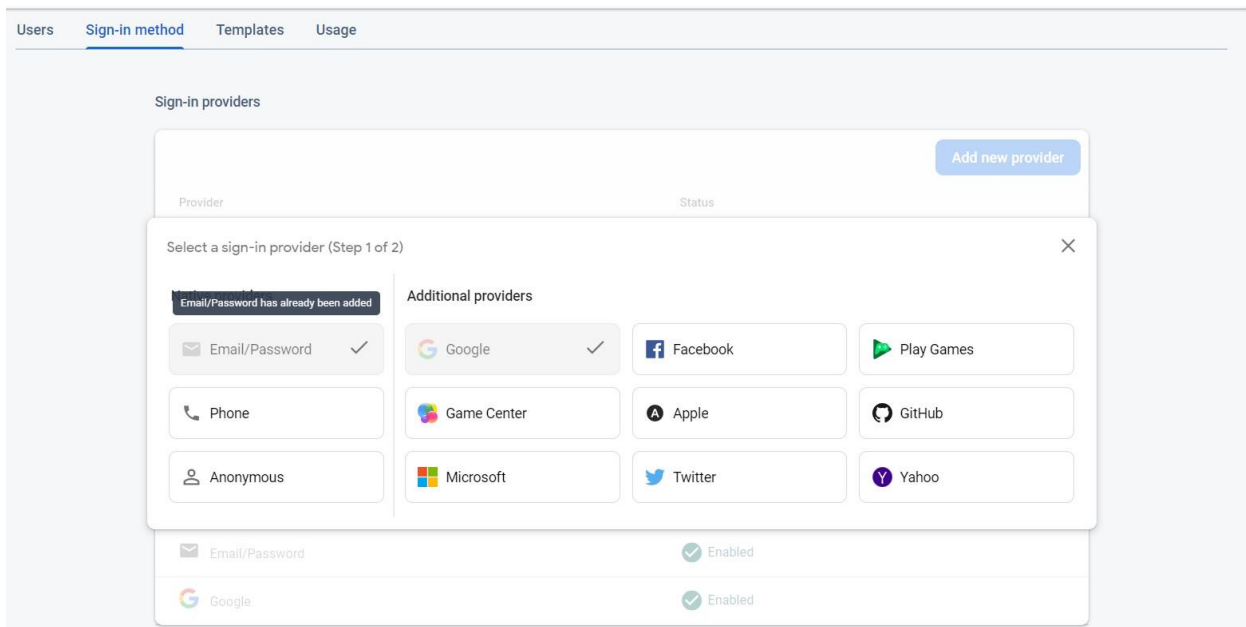 Users Sign-in method Templates Usage
Sign-in providers
Add new provider
Provider Status
Select a sign-in provider (Step 1 of 2)
Native providers
Email/Password has already been added
Additional providers
Email/Password Google Facebook Play Games
Phone Game Center Apple GitHub
Anonymous Microsoft Twitter Yahoo
Email/Password Enabled
Google Enabled